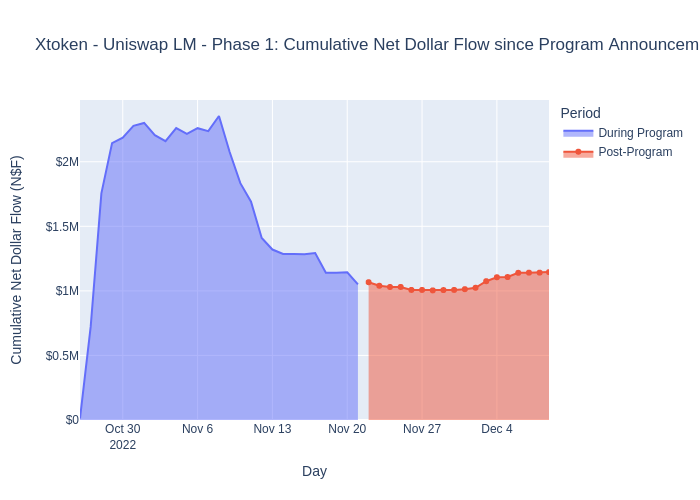 Xtoken - Uniswap LM - Phase 1: Cumulative Net Dollar Flow since Program Announcem
Period
During Program
Post-Program
Cumulative Net Dollar Flow (N$F)
$2M
$1.5M
$1M
$0.5M
$0
Oct 30
2022
Nov 6
Nov 13
Nov 20
Nov 27
Dec 4
Day